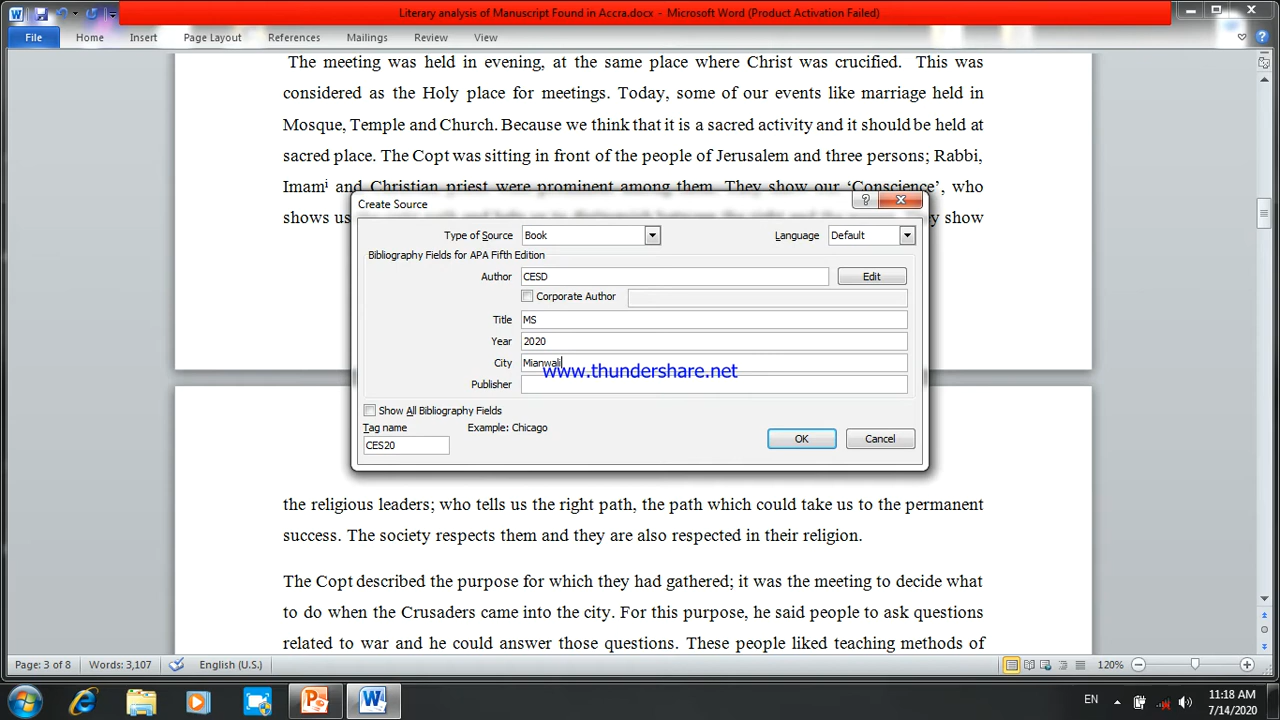 Literary analysis of Manuscript Found in Accra.docx - Microsoft Word (Product Activation Failed)
File Home Insert Page Layout References Mailings Review View
The meeting was held in evening, at the same place where Christ was crucified. This was
considered as the Holy place for meetings. Today, some of our events like marriage held in
Mosque, Temple and Church. Because we think that it is a sacred activity and it should be held at
sacred place. The Copt was sitting in front of the people of Jerusalem and three persons; Rabbi,
Imamⁱ and Christian priest were prominent among them. They show our ‘Conscience’, who
shows us
y show
Create Source
Type of Source Book Language Default
Bibliography Fields for APA Fifth Edition
Author CESD Edit
Corporate Author
Title MS
Year 2020
City Mianwali
www.thundershare.net
Publisher
Show All Bibliography Fields
Tag name Example: Chicago
CES20
OK Cancel
the religious leaders; who tells us the right path, the path which could take us to the permanent
success. The society respects them and they are also respected in their religion.
The Copt described the purpose for which they had gathered; it was the meeting to decide what
to do when the Crusaders came into the city. For this purpose, he said people to ask questions
related to war and he could answer those questions. These people liked teaching methods of
Page: 3 of 8 Words: 3,107 English (U.S.) 120%
EN 11:18 AM
7/14/2020